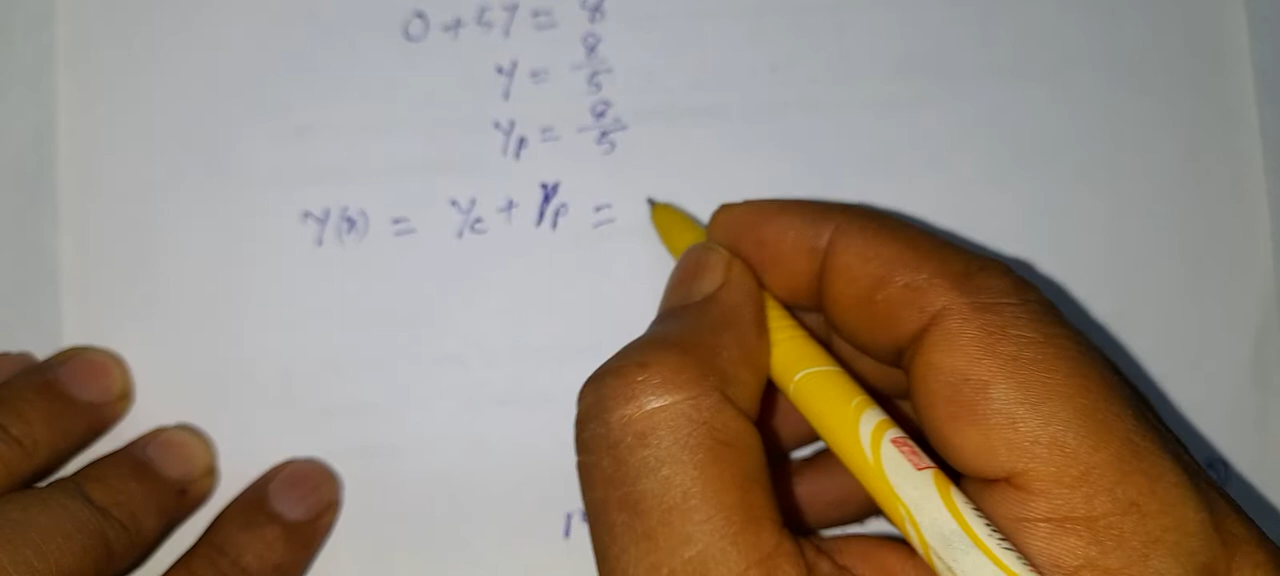 0 + 5y = 8
y = 8/5
yp = 8/5
y(x) = yc + yp =